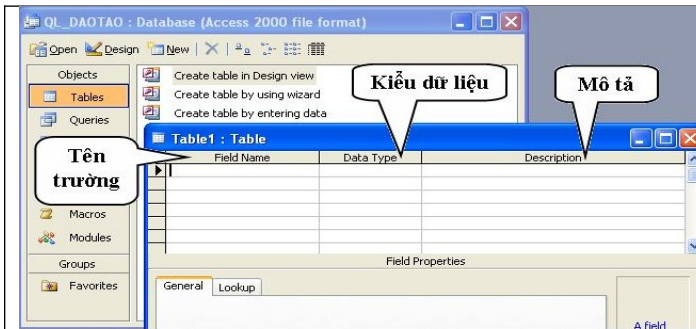 QL_DAOTAO : Database (Access 2000 file format)
Open Design New
Objects
Tables
Queries
Macros
Modules
Groups
Favorites
Create table in Design view
Create table by using wizard
Create table by entering data
Kiễu dữ liệu
Mô tả
Tên
trường
Table1 : Table
Field Name Data Type Description
Field Properties
General Lookup
A field